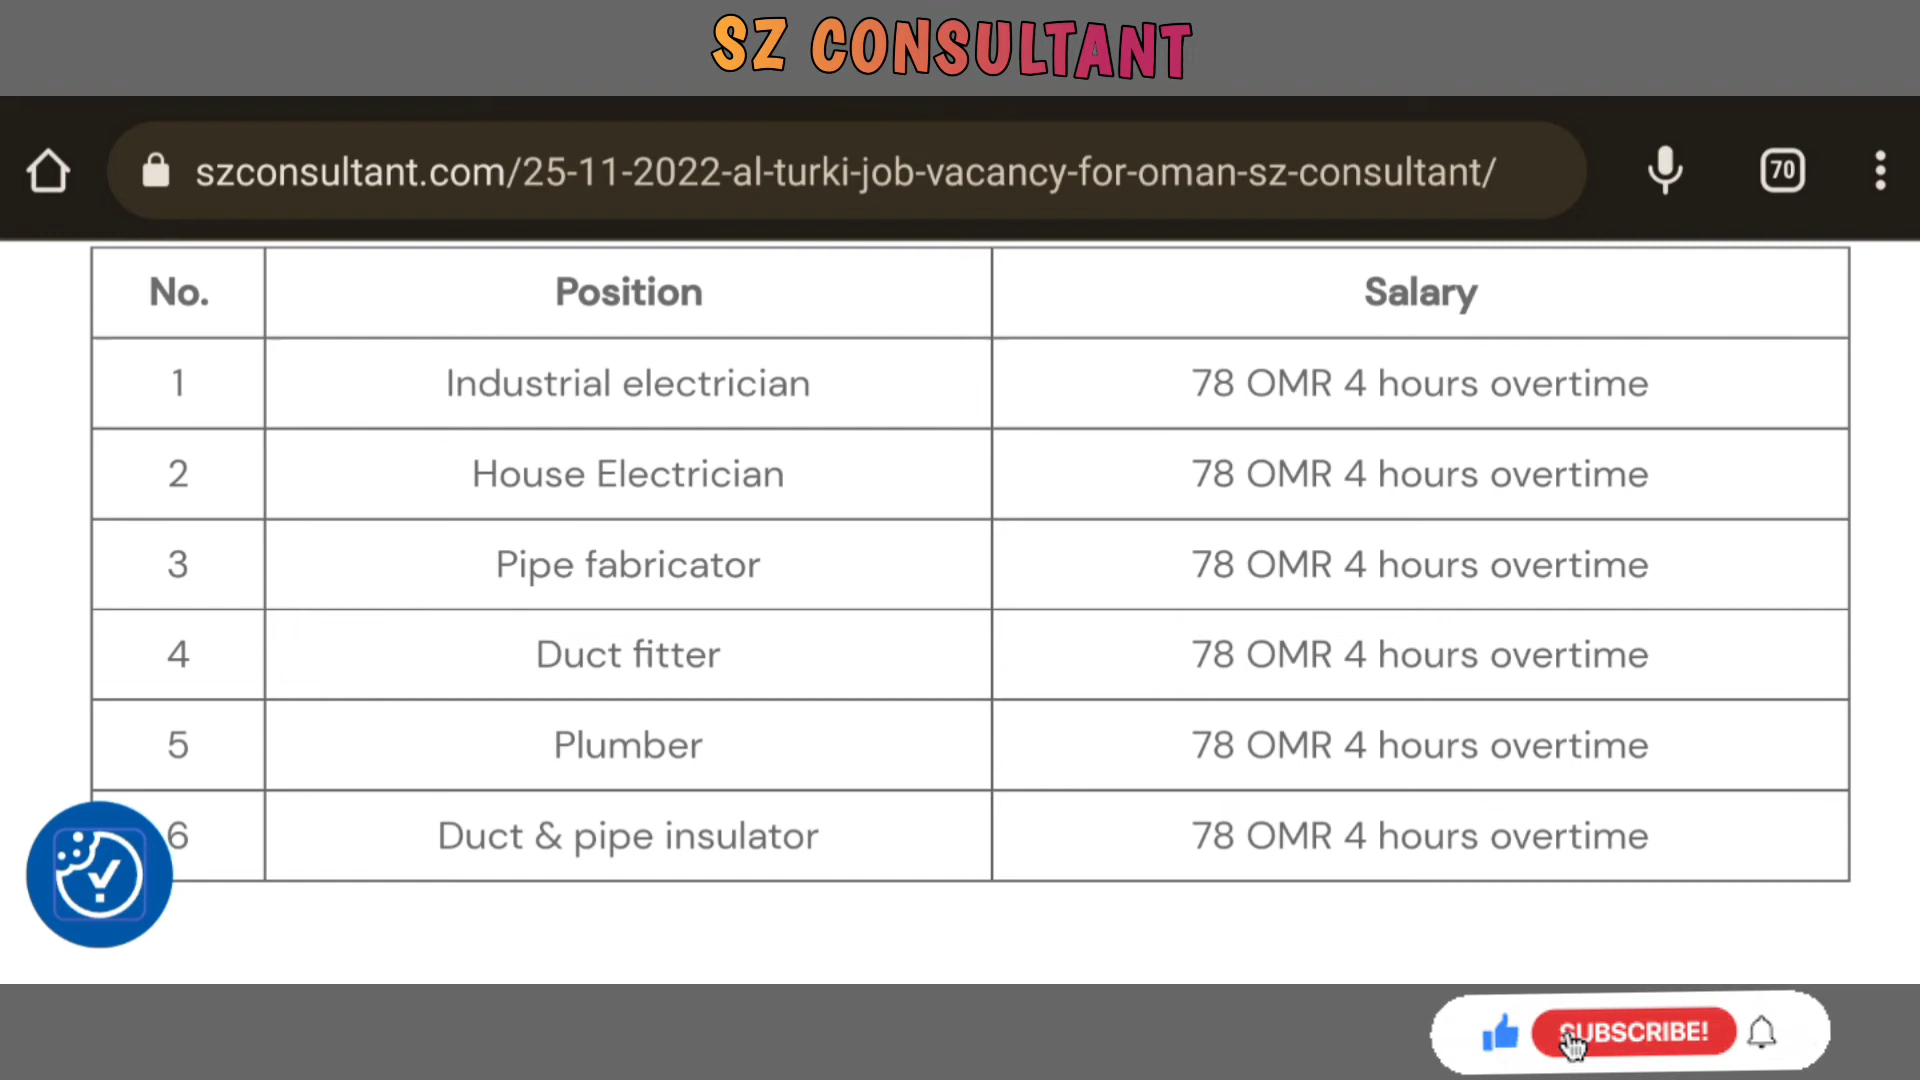 SZ CONSULTANT
szconsultant.com/25-11-2022-al-turki-job-vacancy-for-oman-sz-consultant/
70
No. Position Salary
1 Industrial electrician 78 OMR 4 hours overtime
2 House Electrician 78 OMR 4 hours overtime
3 Pipe fabricator 78 OMR 4 hours overtime
4 Duct fitter 78 OMR 4 hours overtime
5 Plumber 78 OMR 4 hours overtime
6 Duct & pipe insulator 78 OMR 4 hours overtime
SUBSCRIBE!